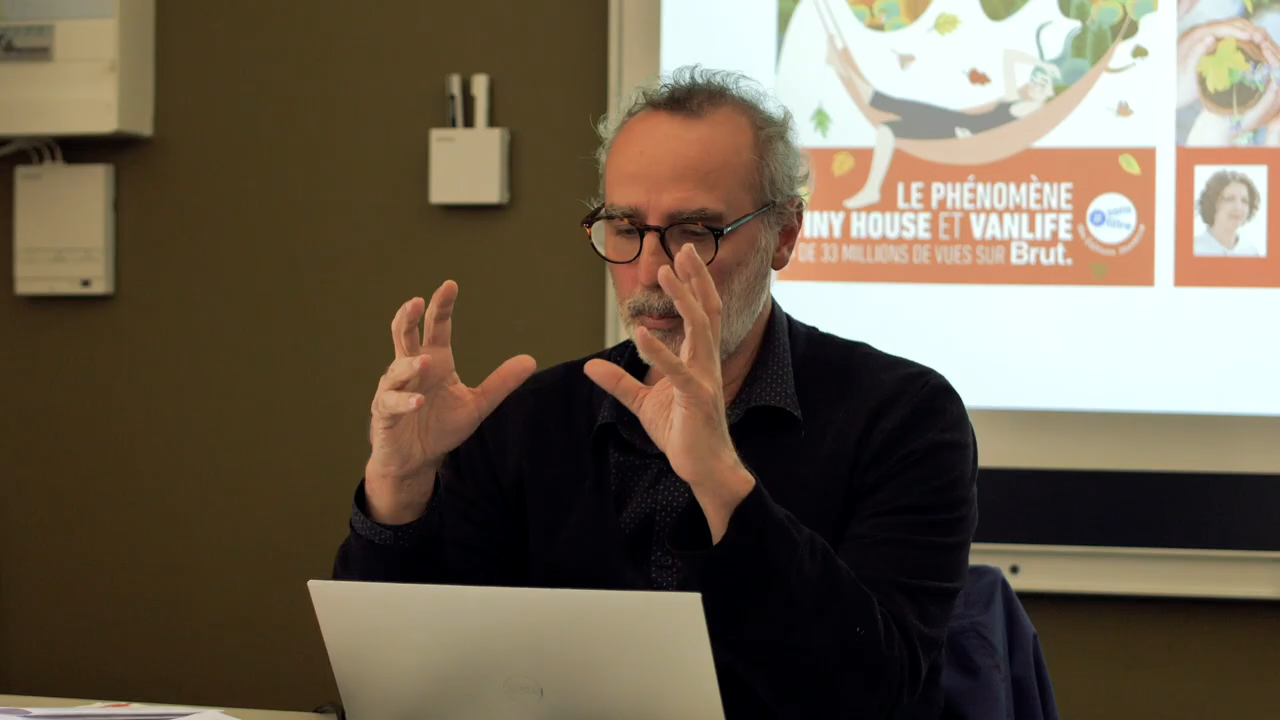 LE PHÉNOMÈNE
INY HOUSE ET VANLIFE
DE 33 MILLIONS DE VUES SUR Brut.